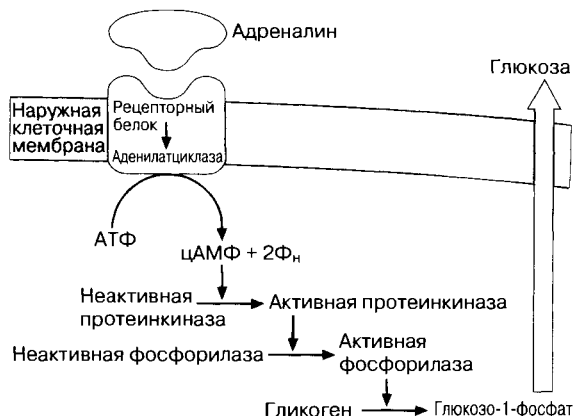 Адреналин
Глюкоза
Наружная
клеточная
мембрана
Рецепторный
белок
Аденилатциклаза
АТФ
цАМФ + 2Фн
Неактивная
протеинкиназа
Активная протеинкиназа
Неактивная фосфорилаза
Активная
фосфорилаза
Гликоген
Глюкозо-1-фосфат